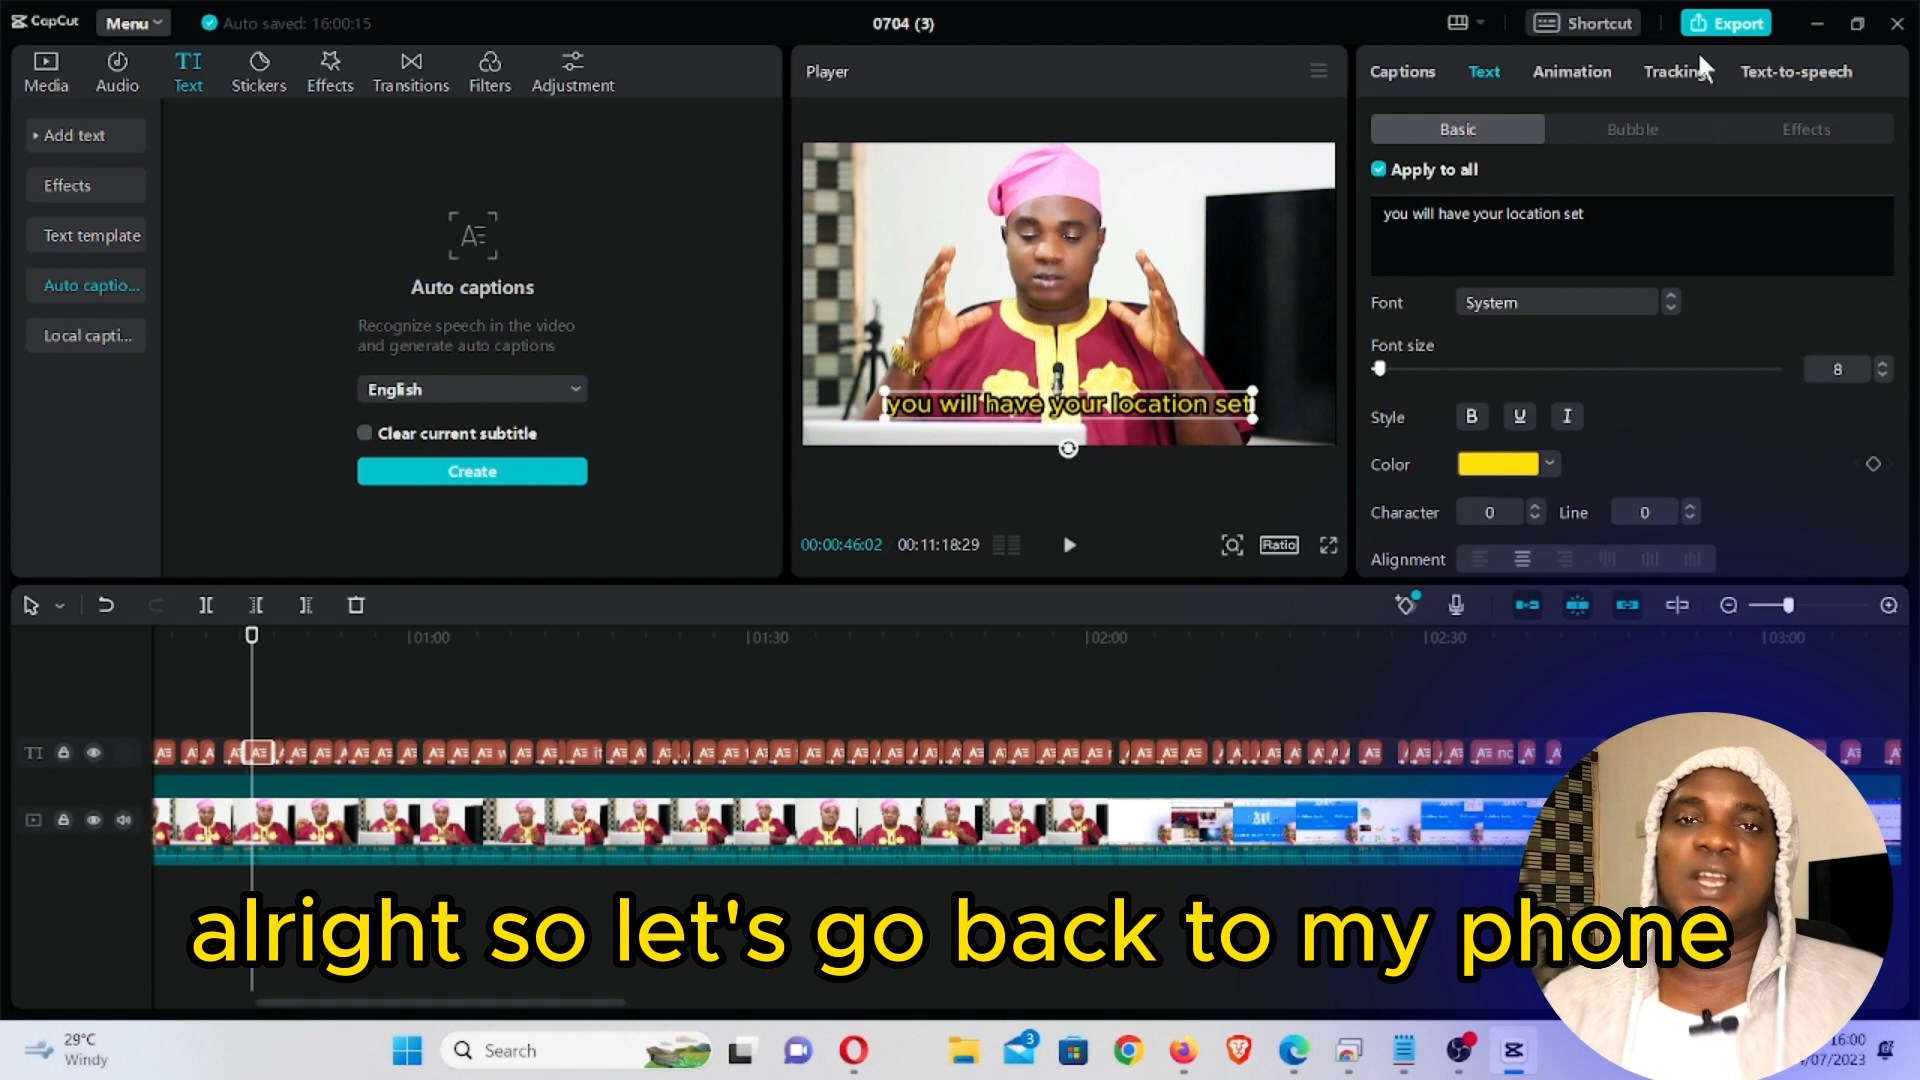 CapCut
Menu
Auto saved: 16:00:15
0704 (3)
Shortcut
Export
Media
Audio
TI
Text
Stickers
Effects
Transitions
Filters
Adjustment
Player
Captions
Text
Animation
Tracking
Text-to-speech
Add text
Effects
Text template
Auto captio...
Local capti...
Auto captions
Recognize speech in the video
and generate auto captions
English
Clear current subtitle
Create
you will have your location set
00:00:46:02
00:11:18:29
Ratio
Basic
Bubble
Effects
Apply to all
you will have your location set
Font
System
Font size
8
Style
B U I
Color
Character
0
Line
0
Alignment
01:00
01:30
02:00
02:30
03:00
TI
alright so let's go back to my phone
29°C
Windy
Search
3
16:00
/07/2023